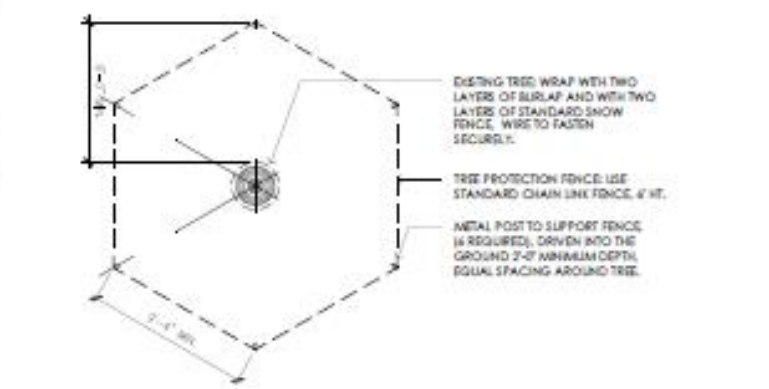 EXISTING TREE; WRAP WITH TWO
LAYERS OF BURLAP AND WITH TWO
LAYERS OF STANDARD SNOW
FENCE, WIRE TO FASTEN
SECURELY.
TREE PROTECTION FENCE: USE
STANDARD CHAIN LINK FENCE, 6' HT.
METAL POST TO SUPPORT FENCE,
(6 REQUIRED), DRIVEN INTO THE
GROUND 2'-0" MINIMUM DEPTH,
EQUAL SPACING AROUND TREE.
MIN.